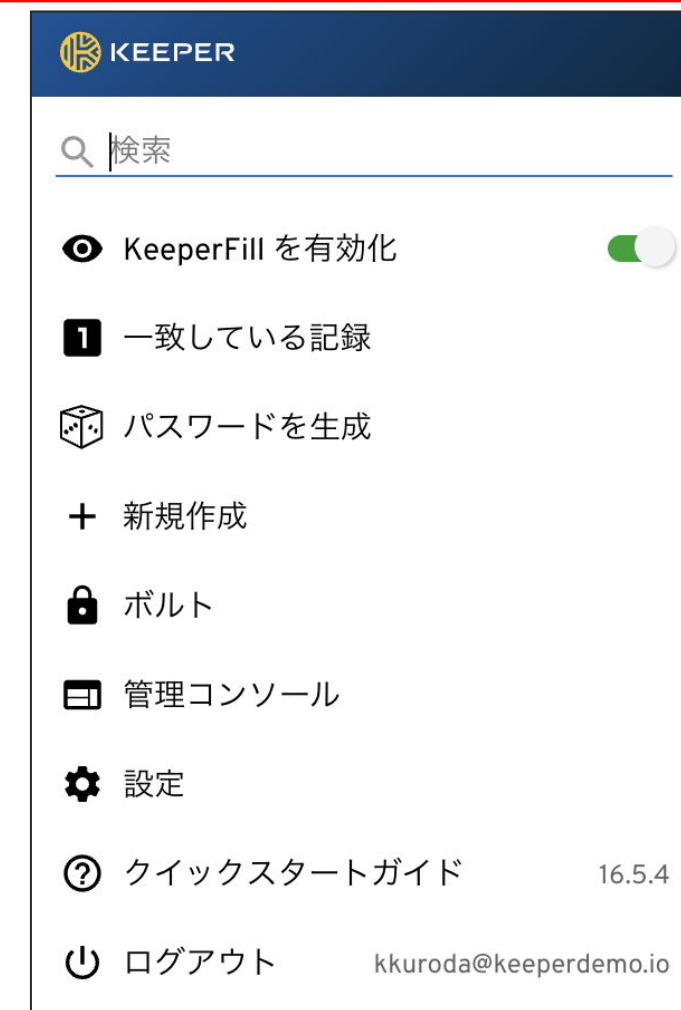 KEEPER
検索
KeeperFill を有効化
1 一致している記録
パスワードを生成
新規作成
ボルト
管理コンソール
設定
クイックスタートガイド 16.5.4
ログアウト kkuroda@keeperdemo.io